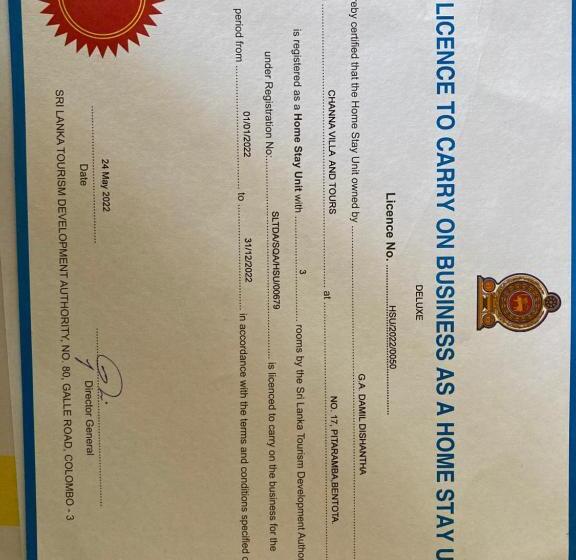 LICENCE TO CARRY ON BUSINESS AS A HOME STAY U
DELUXE
Licence No. HSU/2022/0050
reby certified that the Home Stay Unit owned by G.A. DAMIL DISHANTHA
CHANNA VILLA AND TOURS at NO. 17, PITARAMBA,BENTOTA
is registered as a Home Stay Unit with 3 rooms by the Sri Lanka Tourism Development Autho
under Registration No: SLTDA/SQA/HSU/00679 is licenced to carry on the business for the
period from 01/01/2022 to 31/12/2022 in accordance with the terms and conditions specified
24 May 2022
Date
Director General
SRI LANKA TOURISM DEVELOPMENT AUTHORITY, NO. 80, GALLE ROAD, COLOMBO - 3